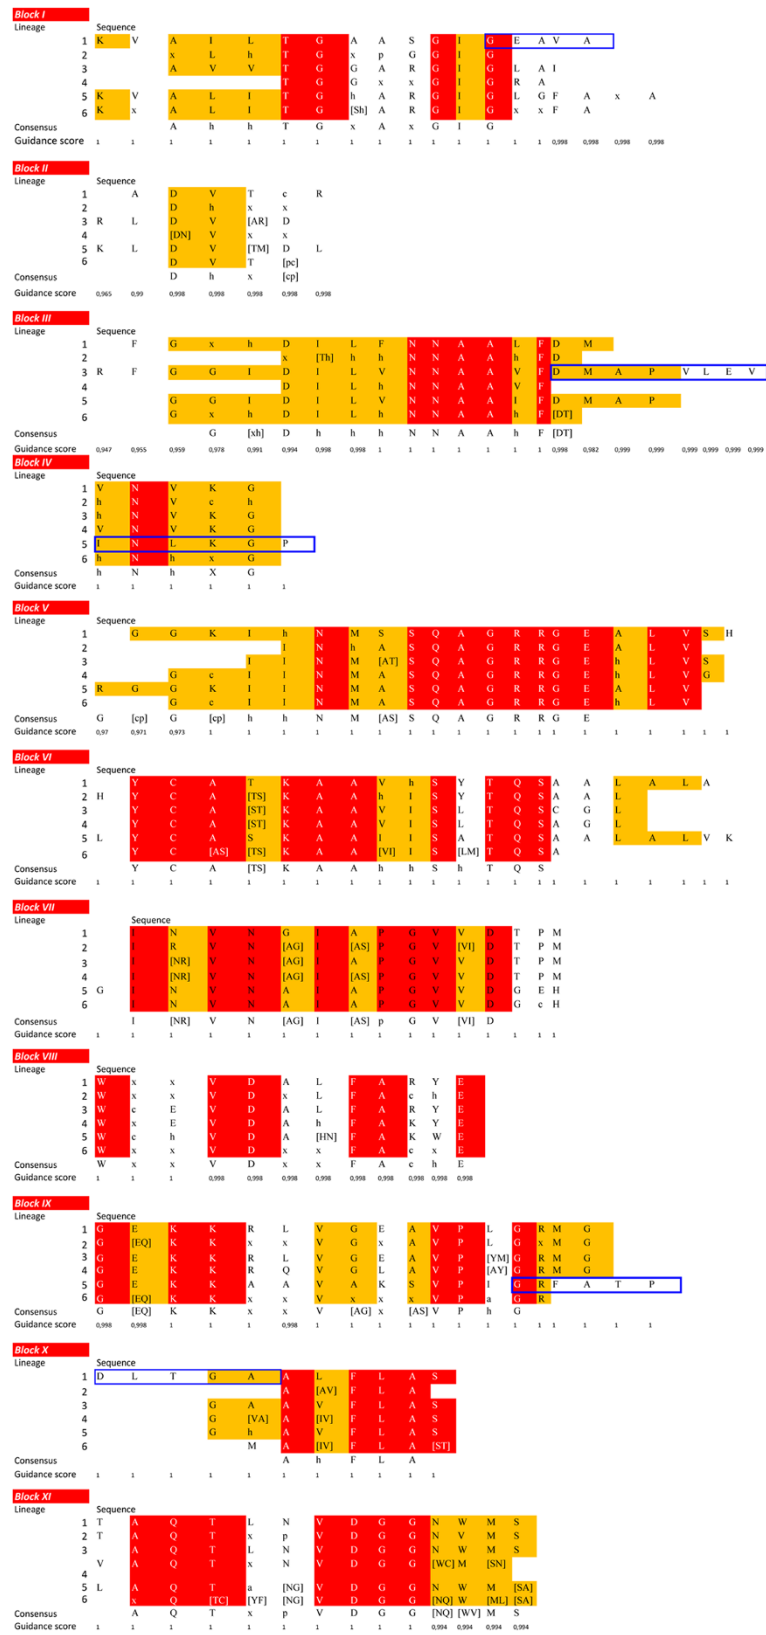 Block I
Lineage Sequence
1 K V A I L T G A A S G I G E A V A
2 x L h T G x p G G I G
3 A V V T G G A R G I G L A I
4 T G G x x G I G R A
5 K V A L I T G h A R G I G L G F A x A
6 K x A L I T G [Sh] A R G I G x x F A
Consensus A h h T G x A x G I G
Guidance score 1 1 1 1 1 1 1 1 1 1 1 1 1 1 0,998 0,998 0,998 0,998
Block II
Lineage Sequence
1 A D V T c R
2 D h x x
3 R L D V [AR] D
4 [DN] V x x
5 K L D V [TM] D L
6 D V T [pc]
Consensus D h x [cp]
Guidance score 0,965 0,99 0,998 0,998 0,998 0,998 0,998
Block III
Lineage Sequence
1 F G x h D I L F N N A A L F D M
2 x [Th] h h N N A A h F D
3 R F G G I D I L V N N A A V F D M A P V L E V
4 D I L h N N A A V F
5 G G I D I L V N N A A I F D M A P
6 G x h D I L h N N A A h F [DT]
Consensus G [xh] D h h h N N A A h F [DT]
Guidance score 0,947 0,955 0,959 0,978 0,991 0,994 0,998 0,998 1 1 1 1 1 1 0,998 0,982 0,999 0,999 0,999 0,999 0,999 0,999
Block IV
Lineage Sequence
1 V N V K G
2 h N V c h
3 h N V K G
4 V N V K G
5 I N L K G P
6 h N h x G
Consensus h N h X G
Guidance score 1 1 1 1 1 1
Block V
Lineage Sequence
1 G G K I h N M S S Q A G R R G E A L V S H
2 I N h A S Q A G R R G E A L V
3 I I N M [AT] S Q A G R R G E h L V S
4 G c I I N M A S Q A G R R G E h L V G
5 R G G K I I N M A S Q A G R R G E A L V
6 G c I I N M A S Q A G R R G E h L V
Consensus G [cp] G [cp] h h N M [AS] S Q A G R R G E
Guidance score 0,97 0,971 0,973 1 1 1 1 1 1 1 1 1 1 1 1 1 1 1 1 1 1
Block VI
Lineage Sequence
1 Y C A T K A A V h S Y T Q S A A L A L A
2 H Y C A [TS] K A A h I S Y T Q S A A L
3 Y C A [ST] K A A V I S L T Q S C G L
4 Y C A [ST] K A A V I S L T Q S A G L
5 L Y C A S K A A I I S A T Q S A A L A L V K
6 Y C [AS] [TS] K A A [VI] I S [LM] T Q S A
Consensus Y C A [TS] K A A h h S h T Q S
Guidance score 1 1 1 1 1 1 1 1 1 1 1 1 1 1 1 1 1 1 1 1 1
Block VII
Lineage Sequence
1 I N V N G I A P G V V D T P M
2 I R V N [AG] I [AS] P G V [VI] D T P M
3 I [NR] V N [AG] I A P G V V D T P M
4 I [NR] V N [AG] I [AS] P G V V D T P M
5 G I N V N A I A P G V V D G E H
6 I N V N A I A P G V V D G c H
Consensus I [NR] V N [AG] I [AS] p G V [VI] D
Guidance score 1 1 1 1 1 1 1 1 1 1 1 1 1 1 1 1
Block VIII
Lineage Sequence
1 W x x V D A L F A R Y E
2 W x x V D x L F A c h E
3 W c E V D A L F A R Y E
4 W x E V D A h F A K Y E
5 W c h V D A [HN] F A K W E
6 W x x V D x x F A c x E
Consensus W x x V D x x F A c h E
Guidance score 1 1 1 0,998 0,998 0,998 0,998 0,998 0,998 0,998 0,998 0,998
Block IX
Lineage Sequence
1 G E K K R L V G E A V P L G R M G
2 G [EQ] K K x x V G x A V P L G x M G
3 G E K K R L V G E A V P [YM] G R M G
4 G E K K R Q V G L A V P [AY] G R M G
5 G E K K A A V A K S V P I G R F A T P
6 G [EQ] K K x x V x x x V P a G R
Consensus G [EQ] K K x x V [AG] x [AS] V P h G
Guidance score 0,998 0,998 1 1 1 0,998 1 1 1 1 1 1 1 1 1 1 1 1 1
Block X
Lineage Sequence
1 D L T G A A L F L A S
2 A [AV] F L A
3 G A A V F L A S
4 G [VA] A [IV] F L A S
5 G h A V F L A S
6 M A [IV] F L A [ST]
Consensus A h F L A
Guidance score 1 1 1 1 1 1 1 1 1 1 1
Block XI
Lineage Sequence
1 T A Q T L N V D G G N W M S
2 T A Q T x p V D G G N V M S
3 A Q T L N V D G G N W M S
V A Q T x N V D G G [WC] M [SN]
4
5 L A Q T a [NG] V D G G N W M [SA]
6 x Q [TC] [YF] [NG] V D G G [NQ] W [ML] [SA]
Consensus A Q T x p V D G G [NQ] [WV] M S
Guidance score 1 1 1 1 1 1 1 1 1 1 0,994 0,994 0,994 0,994